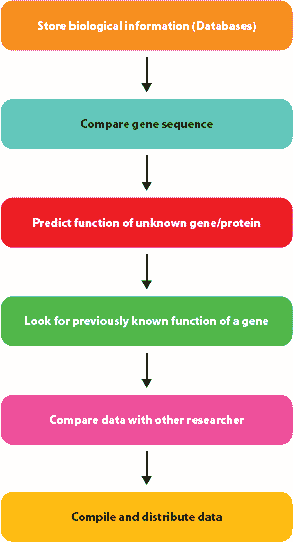 Store biological information (Databases)
Compare gene sequence
Predict function of unknown gene/protein
Look for previously known function of a gene
Compare data with other researcher
Compile and distribute data